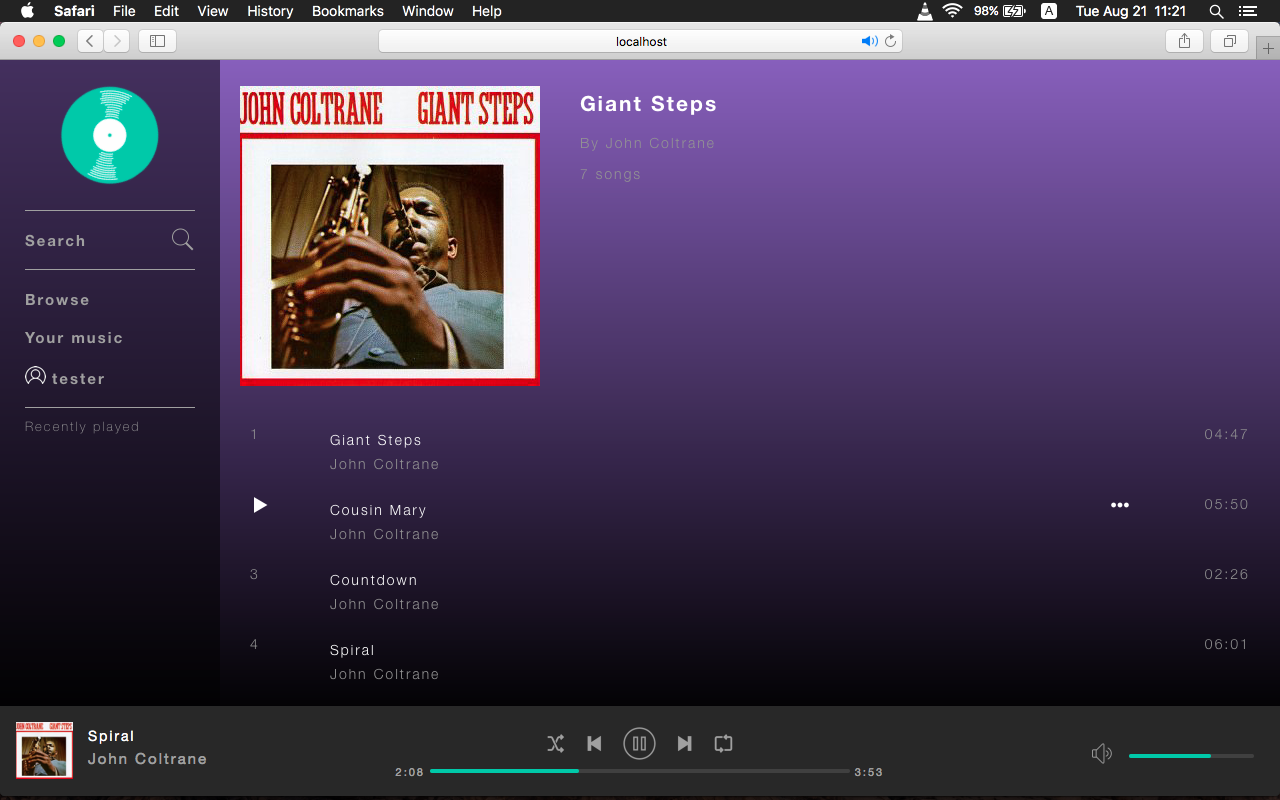 Safari File Edit View History Bookmarks Window Help 98% A Tue Aug 21 11:21
localhost
JOHN COLTRANE GIANT STEPS
Giant Steps
By John Coltrane
7 songs
Search
Browse
Your music
tester
Recently played
1 Giant Steps 04:47
John Coltrane
Cousin Mary ••• 05:50
John Coltrane
3 Countdown 02:26
John Coltrane
4 Spiral 06:01
John Coltrane
JOHN COLTRANE GIANT STEPS
Spiral
John Coltrane
2:08 3:53